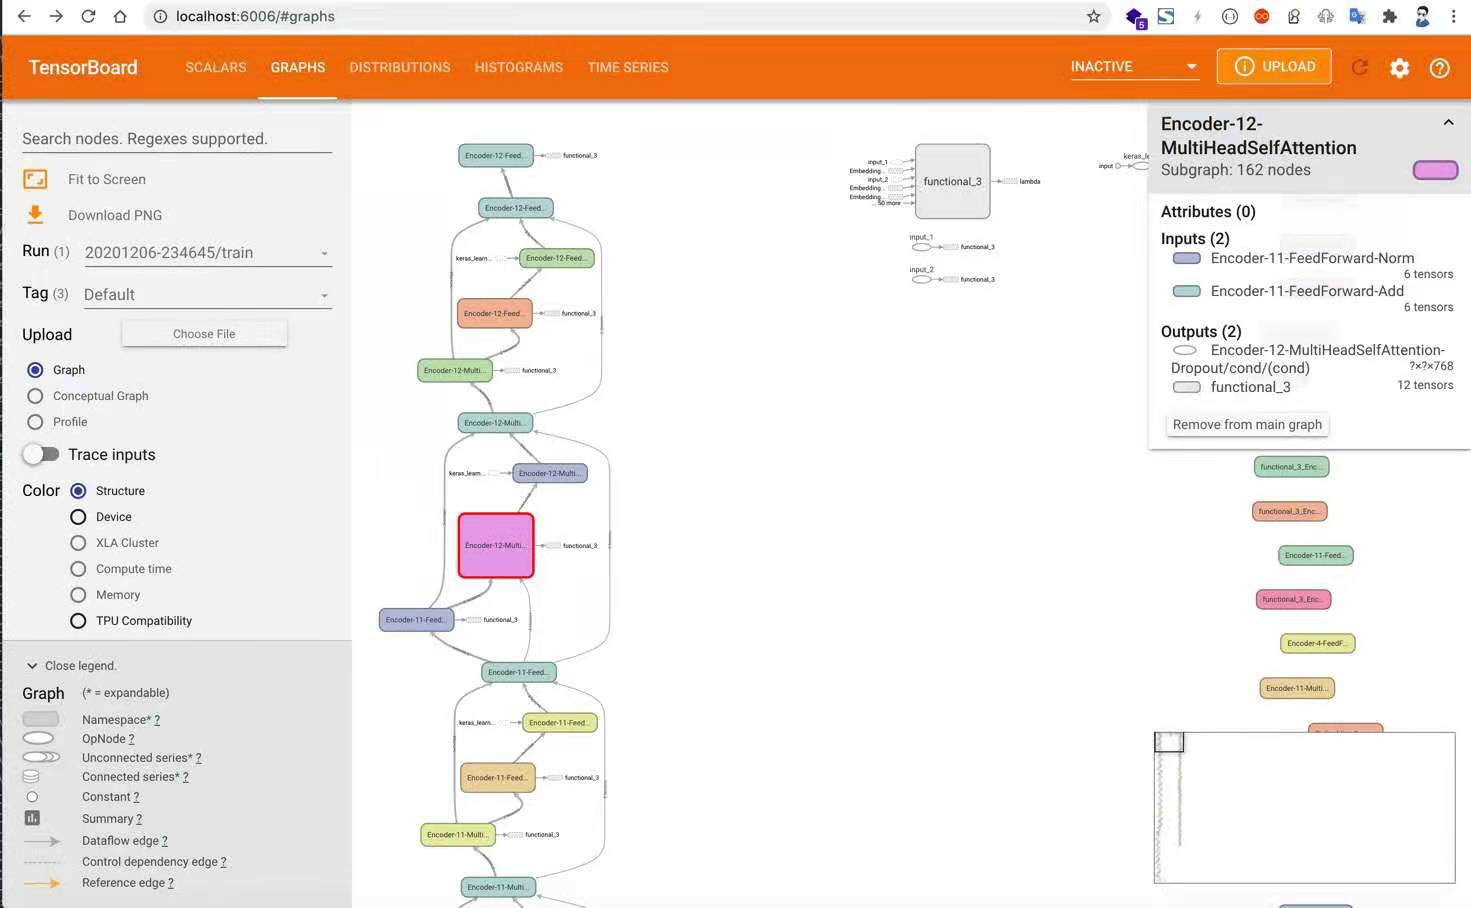 localhost:6006/#graphs
5
TensorBoard
SCALARS
GRAPHS
DISTRIBUTIONS
HISTOGRAMS
TIME SERIES
INACTIVE
UPLOAD
Search nodes. Regexes supported.
Fit to Screen
Download PNG
Run (1) 20201206-234645/train
Tag (3) Default
Upload
Choose File
Graph
Conceptual Graph
Profile
Trace inputs
Color
Structure
Device
XLA Cluster
Compute time
Memory
TPU Compatibility
Close legend.
Graph (* = expandable)
Namespace* ?
OpNode ?
Unconnected series* ?
Connected series* ?
Constant ?
Summary ?
Dataflow edge ?
Control dependency edge ?
Reference edge ?
Encoder-12-Feed...
functional_3
Encoder-12-Feed...
keras_learn...
Encoder-12-Feed...
Encoder-12-Feed...
functional_3
Encoder-12-Multi...
functional_3
Encoder-12-Multi...
keras_learn...
Encoder-12-Multi...
Encoder-12-Multi...
functional_3
Encoder-11-Feed...
functional_3
Encoder-11-Feed...
keras_learn...
Encoder-11-Feed...
Encoder-11-Feed...
functional_3
Encoder-11-Multi...
functional_3
Encoder-11-Multi...
input_1
Embedding...
input_2
Embedding...
Embedding...
... 50 more
functional_3
lambda
input_1
functional_3
input_2
functional_3
keras_le
input
Encoder-12-
MultiHeadSelfAttention
Subgraph: 162 nodes
Attributes (0)
Inputs (2)
Encoder-11-FeedForward-Norm
6 tensors
Encoder-11-FeedForward-Add
6 tensors
Outputs (2)
Encoder-12-MultiHeadSelfAttention-
Dropout/cond/(cond)
?×?×768
functional_3
12 tensors
Remove from main graph
functional_3_Enc...
functional_3_Enc...
Encoder-11-Feed...
functional_3_Enc...
Encoder-4-FeedF...
Encoder-11-Multi...